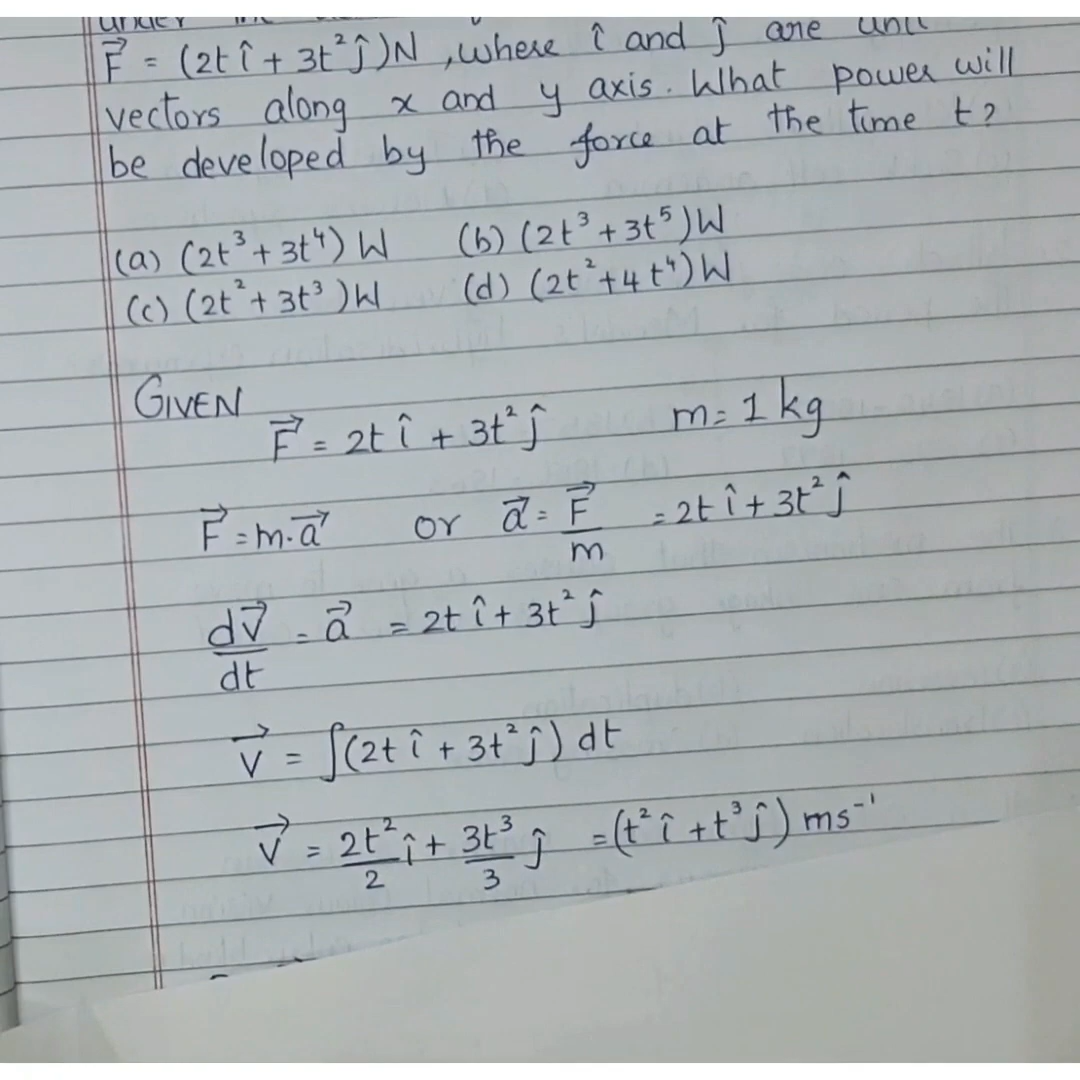 under
F⃗ = (2t î + 3t² ĵ)N , where î and ĵ are unit
vectors along x and y axis. What power will
be developed by the force at the time t?
(a) (2t³ + 3t⁴) W (b) (2t³ + 3t⁵) W
(c) (2t² + 3t³) W (d) (2t² + 4t⁴) W
GIVEN
F⃗ = 2t î + 3t² ĵ m = 1 kg
F⃗ = m.a⃗ or a⃗ = F⃗/m = 2t î + 3t² ĵ
dv⃗/dt = a⃗ = 2t î + 3t² ĵ
v⃗ = ∫(2t î + 3t² ĵ) dt
v⃗ = 2t²/2 î + 3t³/3 ĵ = (t² î + t³ ĵ) ms⁻¹